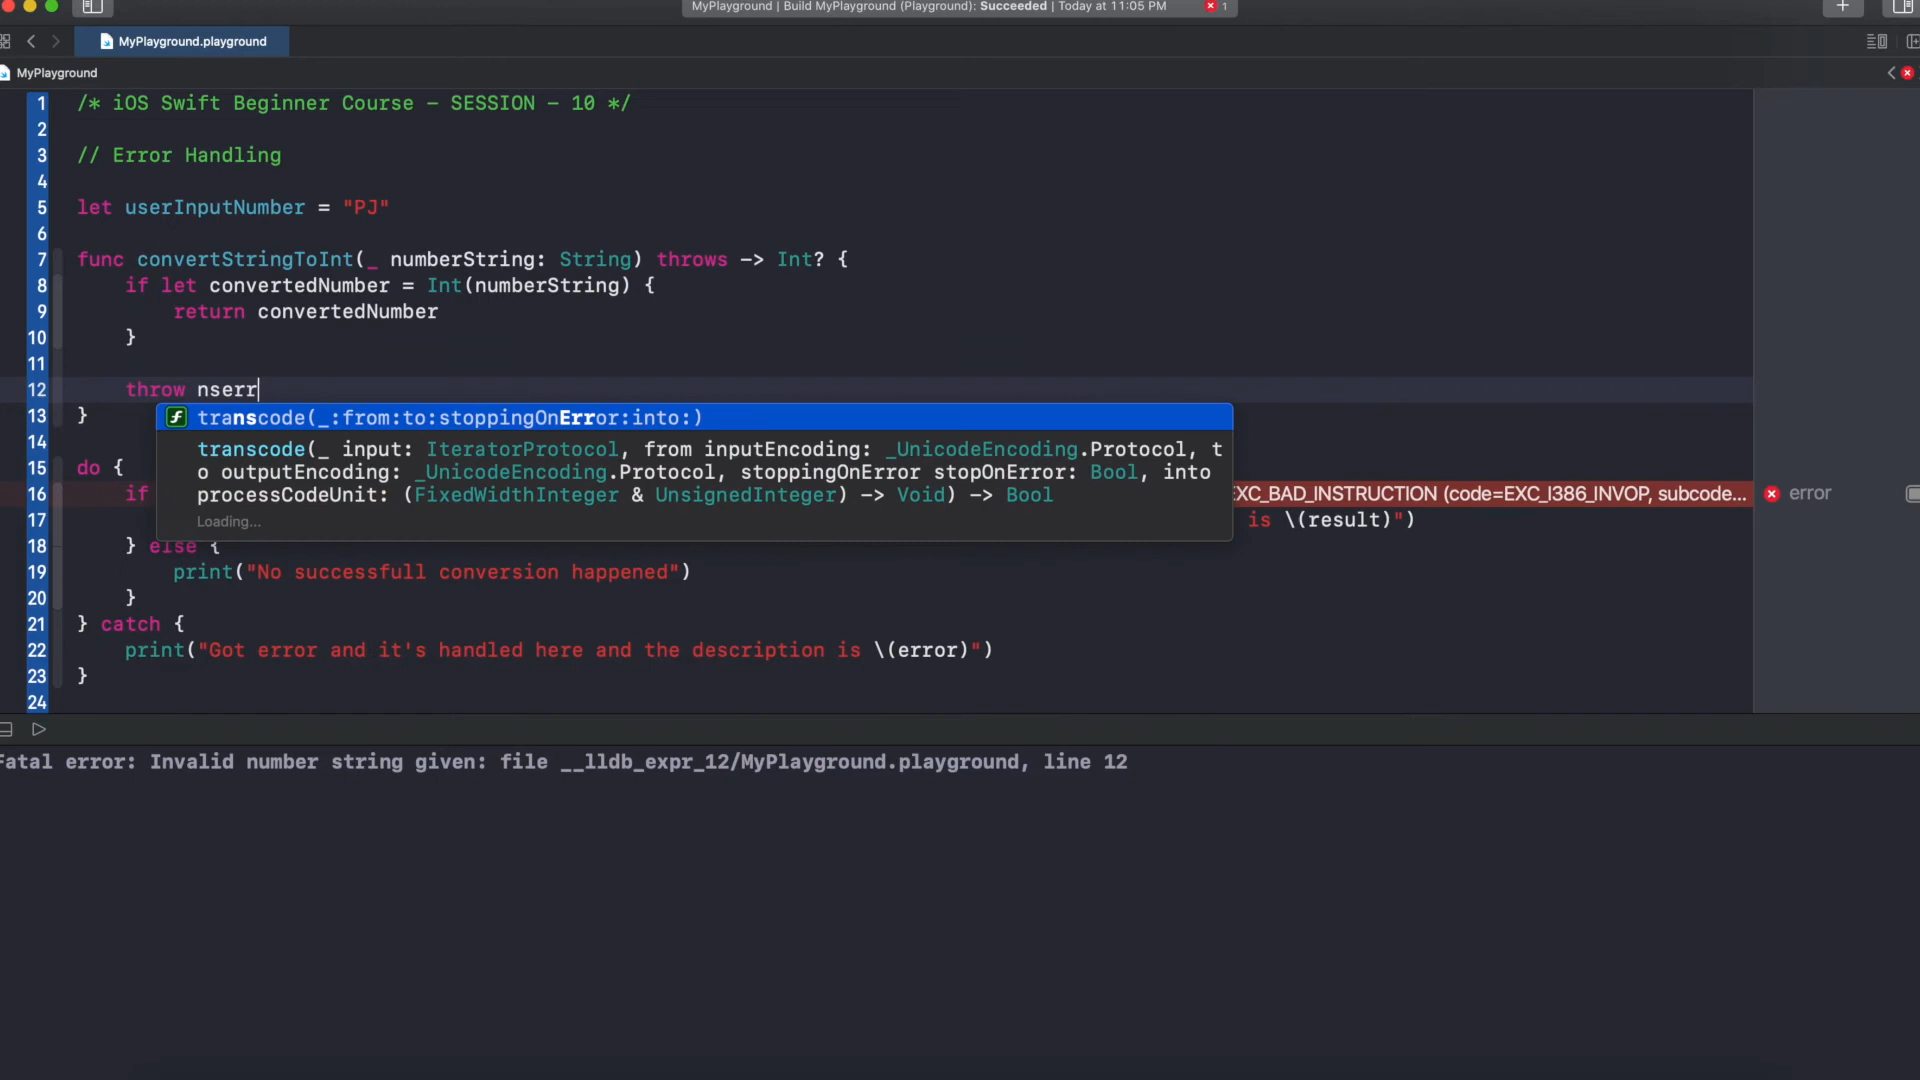 MyPlayground | Build MyPlayground (Playground): Succeeded | Today at 11:05 PM 1
MyPlayground.playground
MyPlayground
1 /* iOS Swift Beginner Course - SESSION - 10 */
2
3 // Error Handling
4
5 let userInputNumber = "PJ"
6
7 func convertStringToInt(_ numberString: String) throws -> Int? {
8 if let convertedNumber = Int(numberString) {
9 return convertedNumber
10 }
11
12 throw nserr
13 }
transcode(_:from:to:stoppingOnError:into:)
14
transcode(_ input: IteratorProtocol, from inputEncoding: _UnicodeEncoding.Protocol, t
15 do {
o outputEncoding: _UnicodeEncoding.Protocol, stoppingOnError stopOnError: Bool, into
16 if
processCodeUnit: (FixedWidthInteger & UnsignedInteger) -> Void) -> Bool
EXC_BAD_INSTRUCTION (code=EXC_I386_INVOP, subcode... error
17 is \(result)")
Loading...
18 } else {
19 print("No successfull conversion happened")
20 }
21 } catch {
22 print("Got error and it's handled here and the description is \(error)")
23 }
24
Fatal error: Invalid number string given: file __lldb_expr_12/MyPlayground.playground, line 12